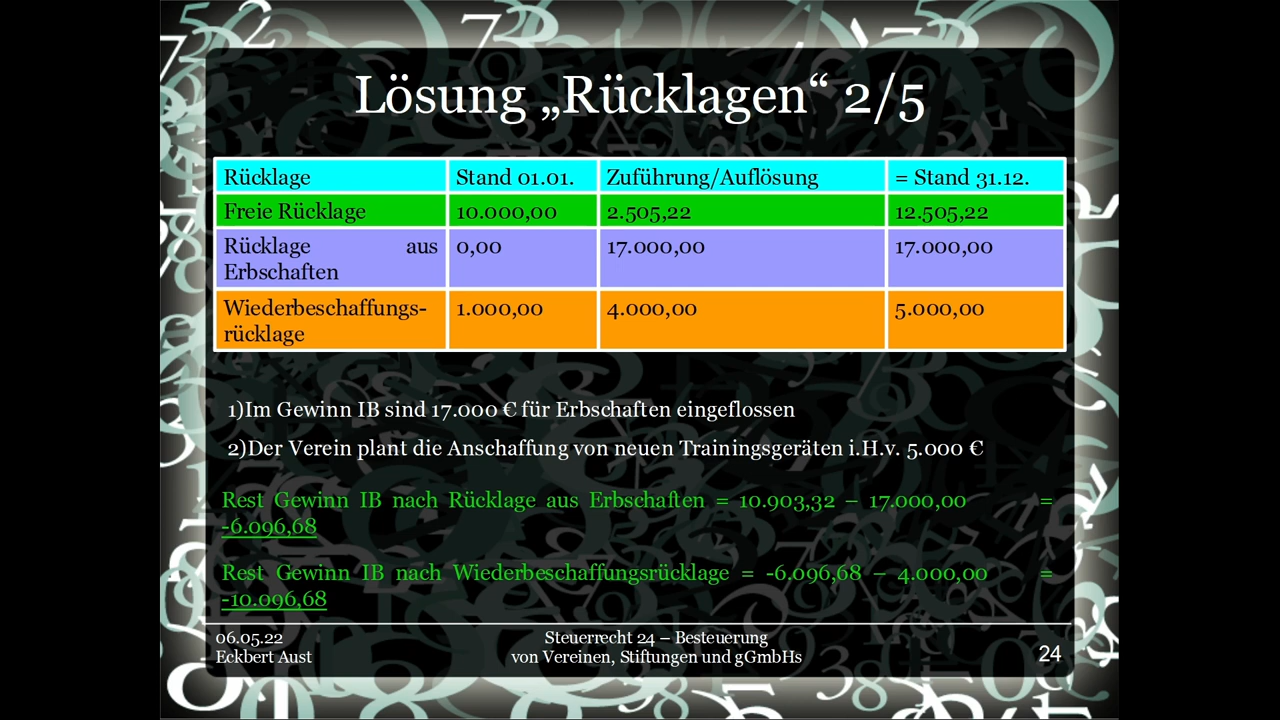 Lösung „Rücklagen“ 2/5
Rücklage Stand 01.01. Zuführung/Auflösung = Stand 31.12.
Freie Rücklage 10.000,00 2.505,22 12.505,22
Rücklage aus 0,00 17.000,00 17.000,00
Erbschaften
Wiederbeschaffungs- 1.000,00 4.000,00 5.000,00
rücklage
1)Im Gewinn IB sind 17.000 € für Erbschaften eingeflossen
2)Der Verein plant die Anschaffung von neuen Trainingsgeräten i.H.v. 5.000 €
Rest Gewinn IB nach Rücklage aus Erbschaften = 10.903,32 – 17.000,00 =
-6.096,68
Rest Gewinn IB nach Wiederbeschaffungsrücklage = -6.096,68 – 4.000,00 =
-10.096,68
06.05.22
Eckbert Aust
Steuerrecht 24 – Besteuerung
von Vereinen, Stiftungen und gGmbHs
24